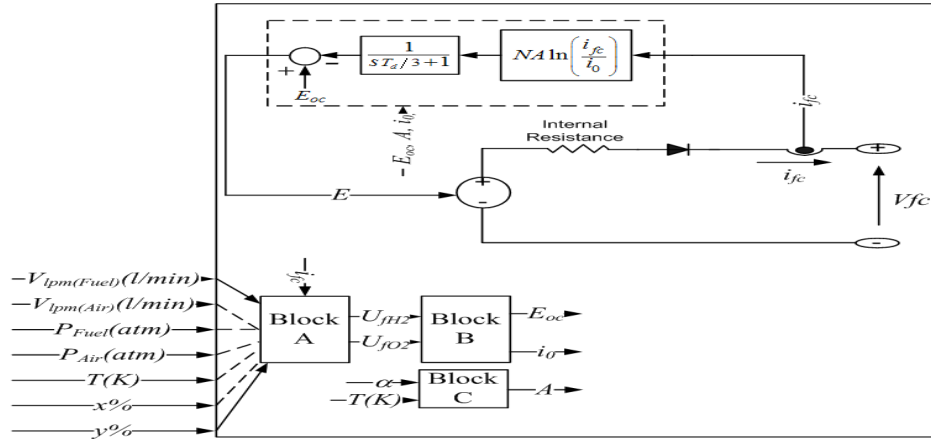 1
sT_d/3+1
NA ln(i_fc/i_0)
+
−
E_oc
E_oc, A, i_0,
i_fc
Internal
Resistance
+
i_fc
E
+
-
Vfc
-
i_fc
V_lpm(Fuel)(l/min)
V_lpm(Air)(l/min)
P_Fuel(atm)
P_Air(atm)
T(K)
x%
y%
Block
A
U_fH2
U_fO2
Block
B
E_oc
i_0
α
T(K)
Block
C
A